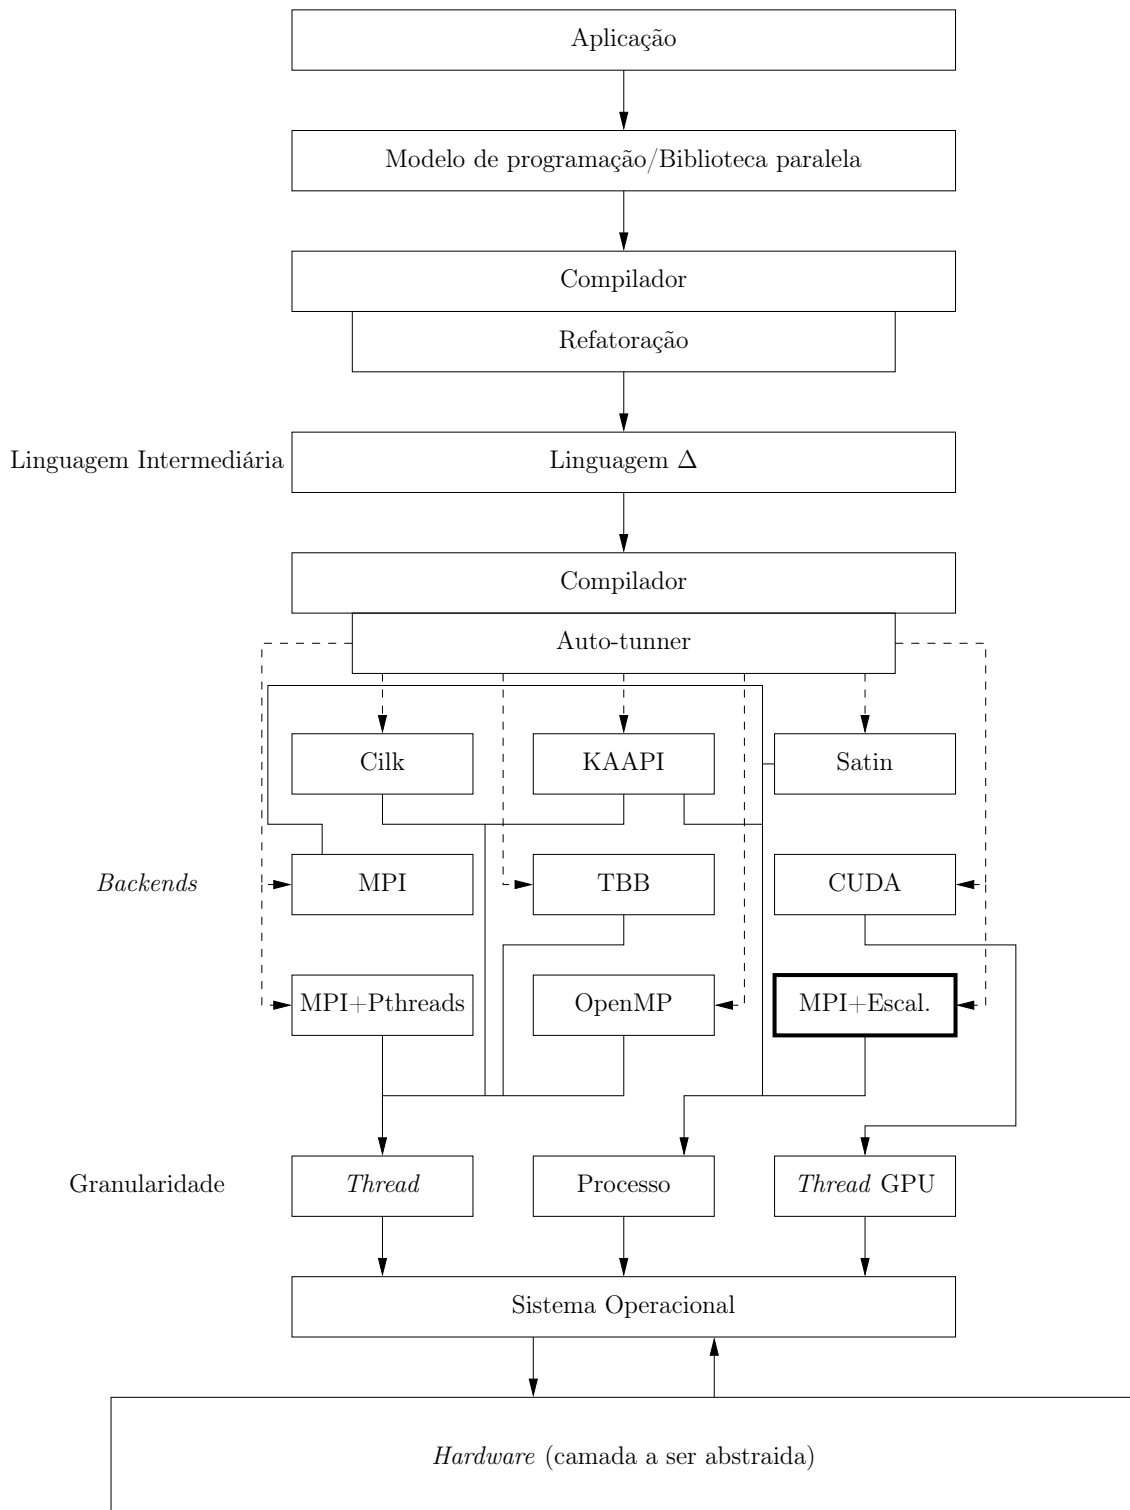 Aplicação
Modelo de programação/Biblioteca paralela
Compilador
Refatoração
Linguagem Intermediária
Linguagem Δ
Compilador
Auto-tunner
Cilk
KAAPI
Satin
Backends
MPI
TBB
CUDA
MPI+Pthreads
OpenMP
MPI+Escal.
Granularidade
Thread
Processo
Thread GPU
Sistema Operacional
Hardware (camada a ser abstraida)